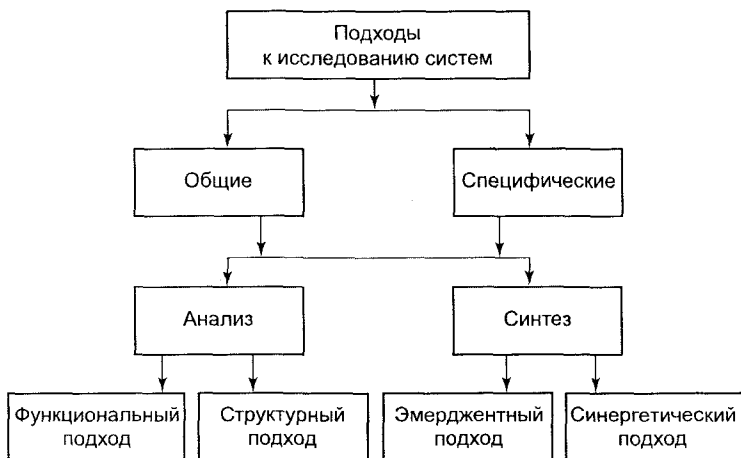 Подходы
к исследованию систем
Общие
Специфические
Анализ
Синтез
Функциональный
подход
Структурный
подход
Эмерджентный
подход
Синергетический
подход